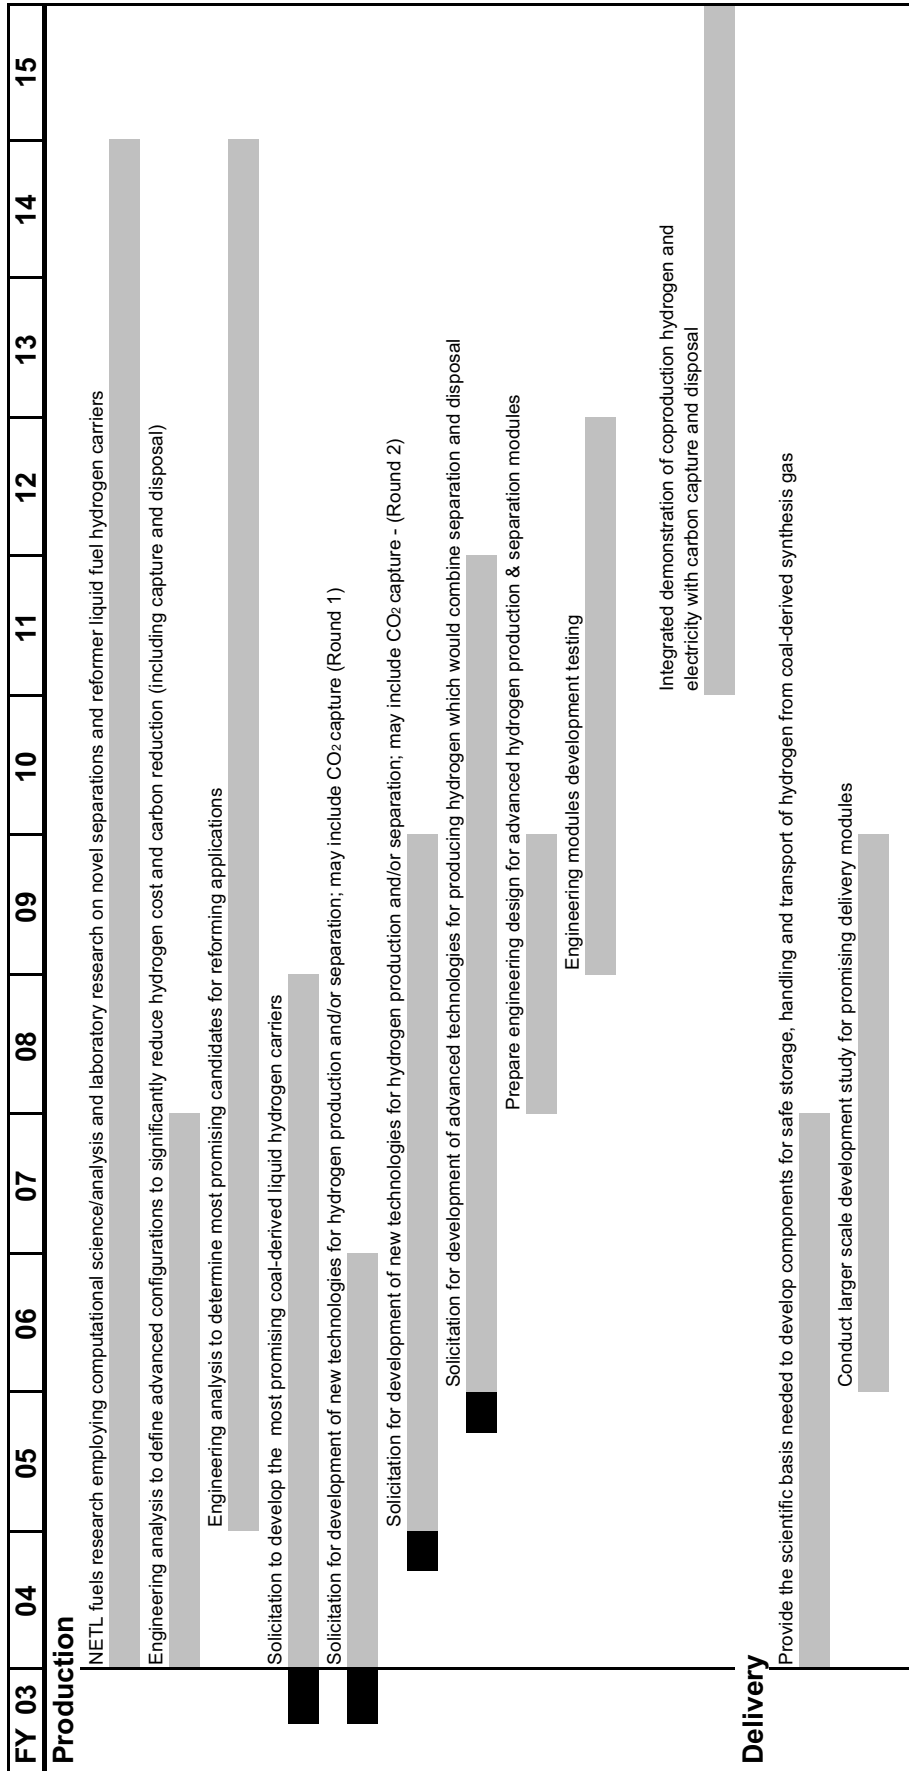 FY 03 04 05 06 07 08 09 10 11 12 13 14 15
Production
NETL fuels research employing computational science/analysis and laboratory research on novel separations and reformer liquid fuel hydrogen carriers
Engineering analysis to define advanced configurations to significantly reduce hydrogen cost and carbon reduction (including capture and disposal)
Engineering analysis to determine most promising candidates for reforming applications
Solicitation to develop the most promising coal-derived liquid hydrogen carriers
Solicitation for development of new technologies for hydrogen production and/or separation; may include CO2 capture (Round 1)
Solicitation for development of new technologies for hydrogen production and/or separation; may include CO2 capture - (Round 2)
Solicitation for development of advanced technologies for producing hydrogen which would combine separation and disposal
Prepare engineering design for advanced hydrogen production & separation modules
Engineering modules development testing
Integrated demonstration of coproduction hydrogen and
electricity with carbon capture and disposal
Delivery
Provide the scientific basis needed to develop components for safe storage, handling and transport of hydrogen from coal-derived synthesis gas
Conduct larger scale development study for promising delivery modules